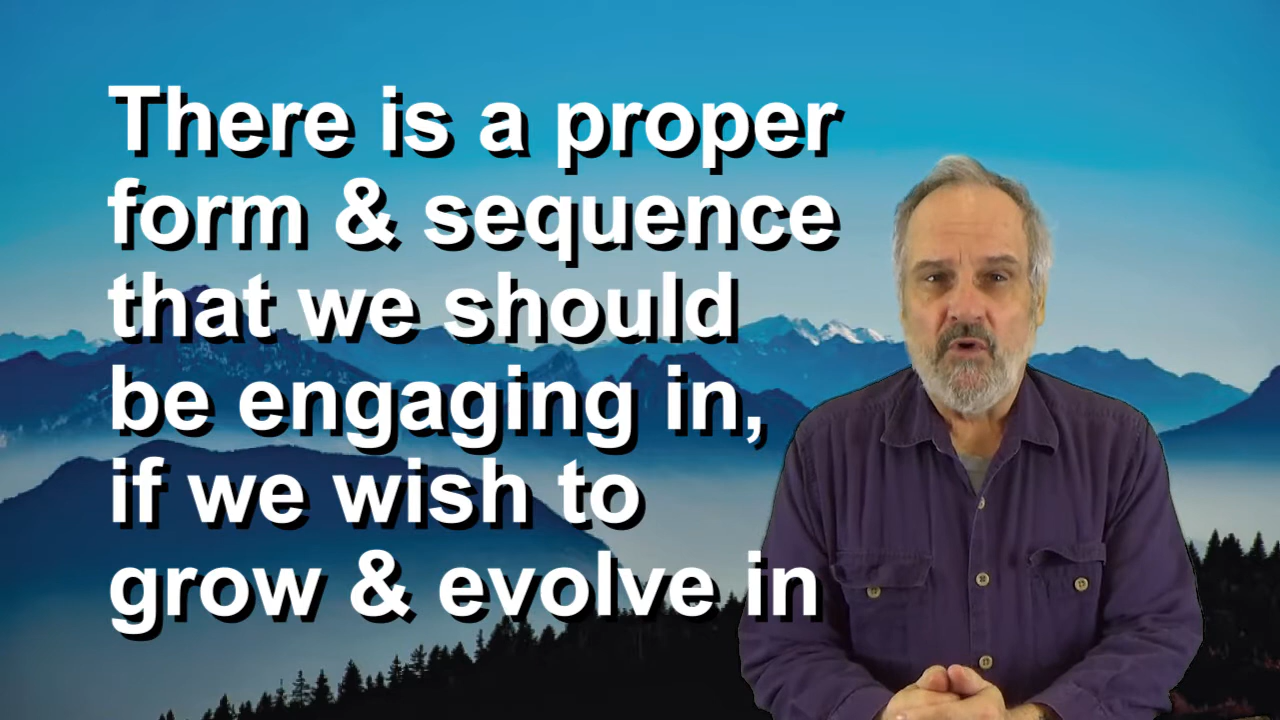 There is a proper
form & sequence
that we should
be engaging in,
if we wish to
grow & evolve in